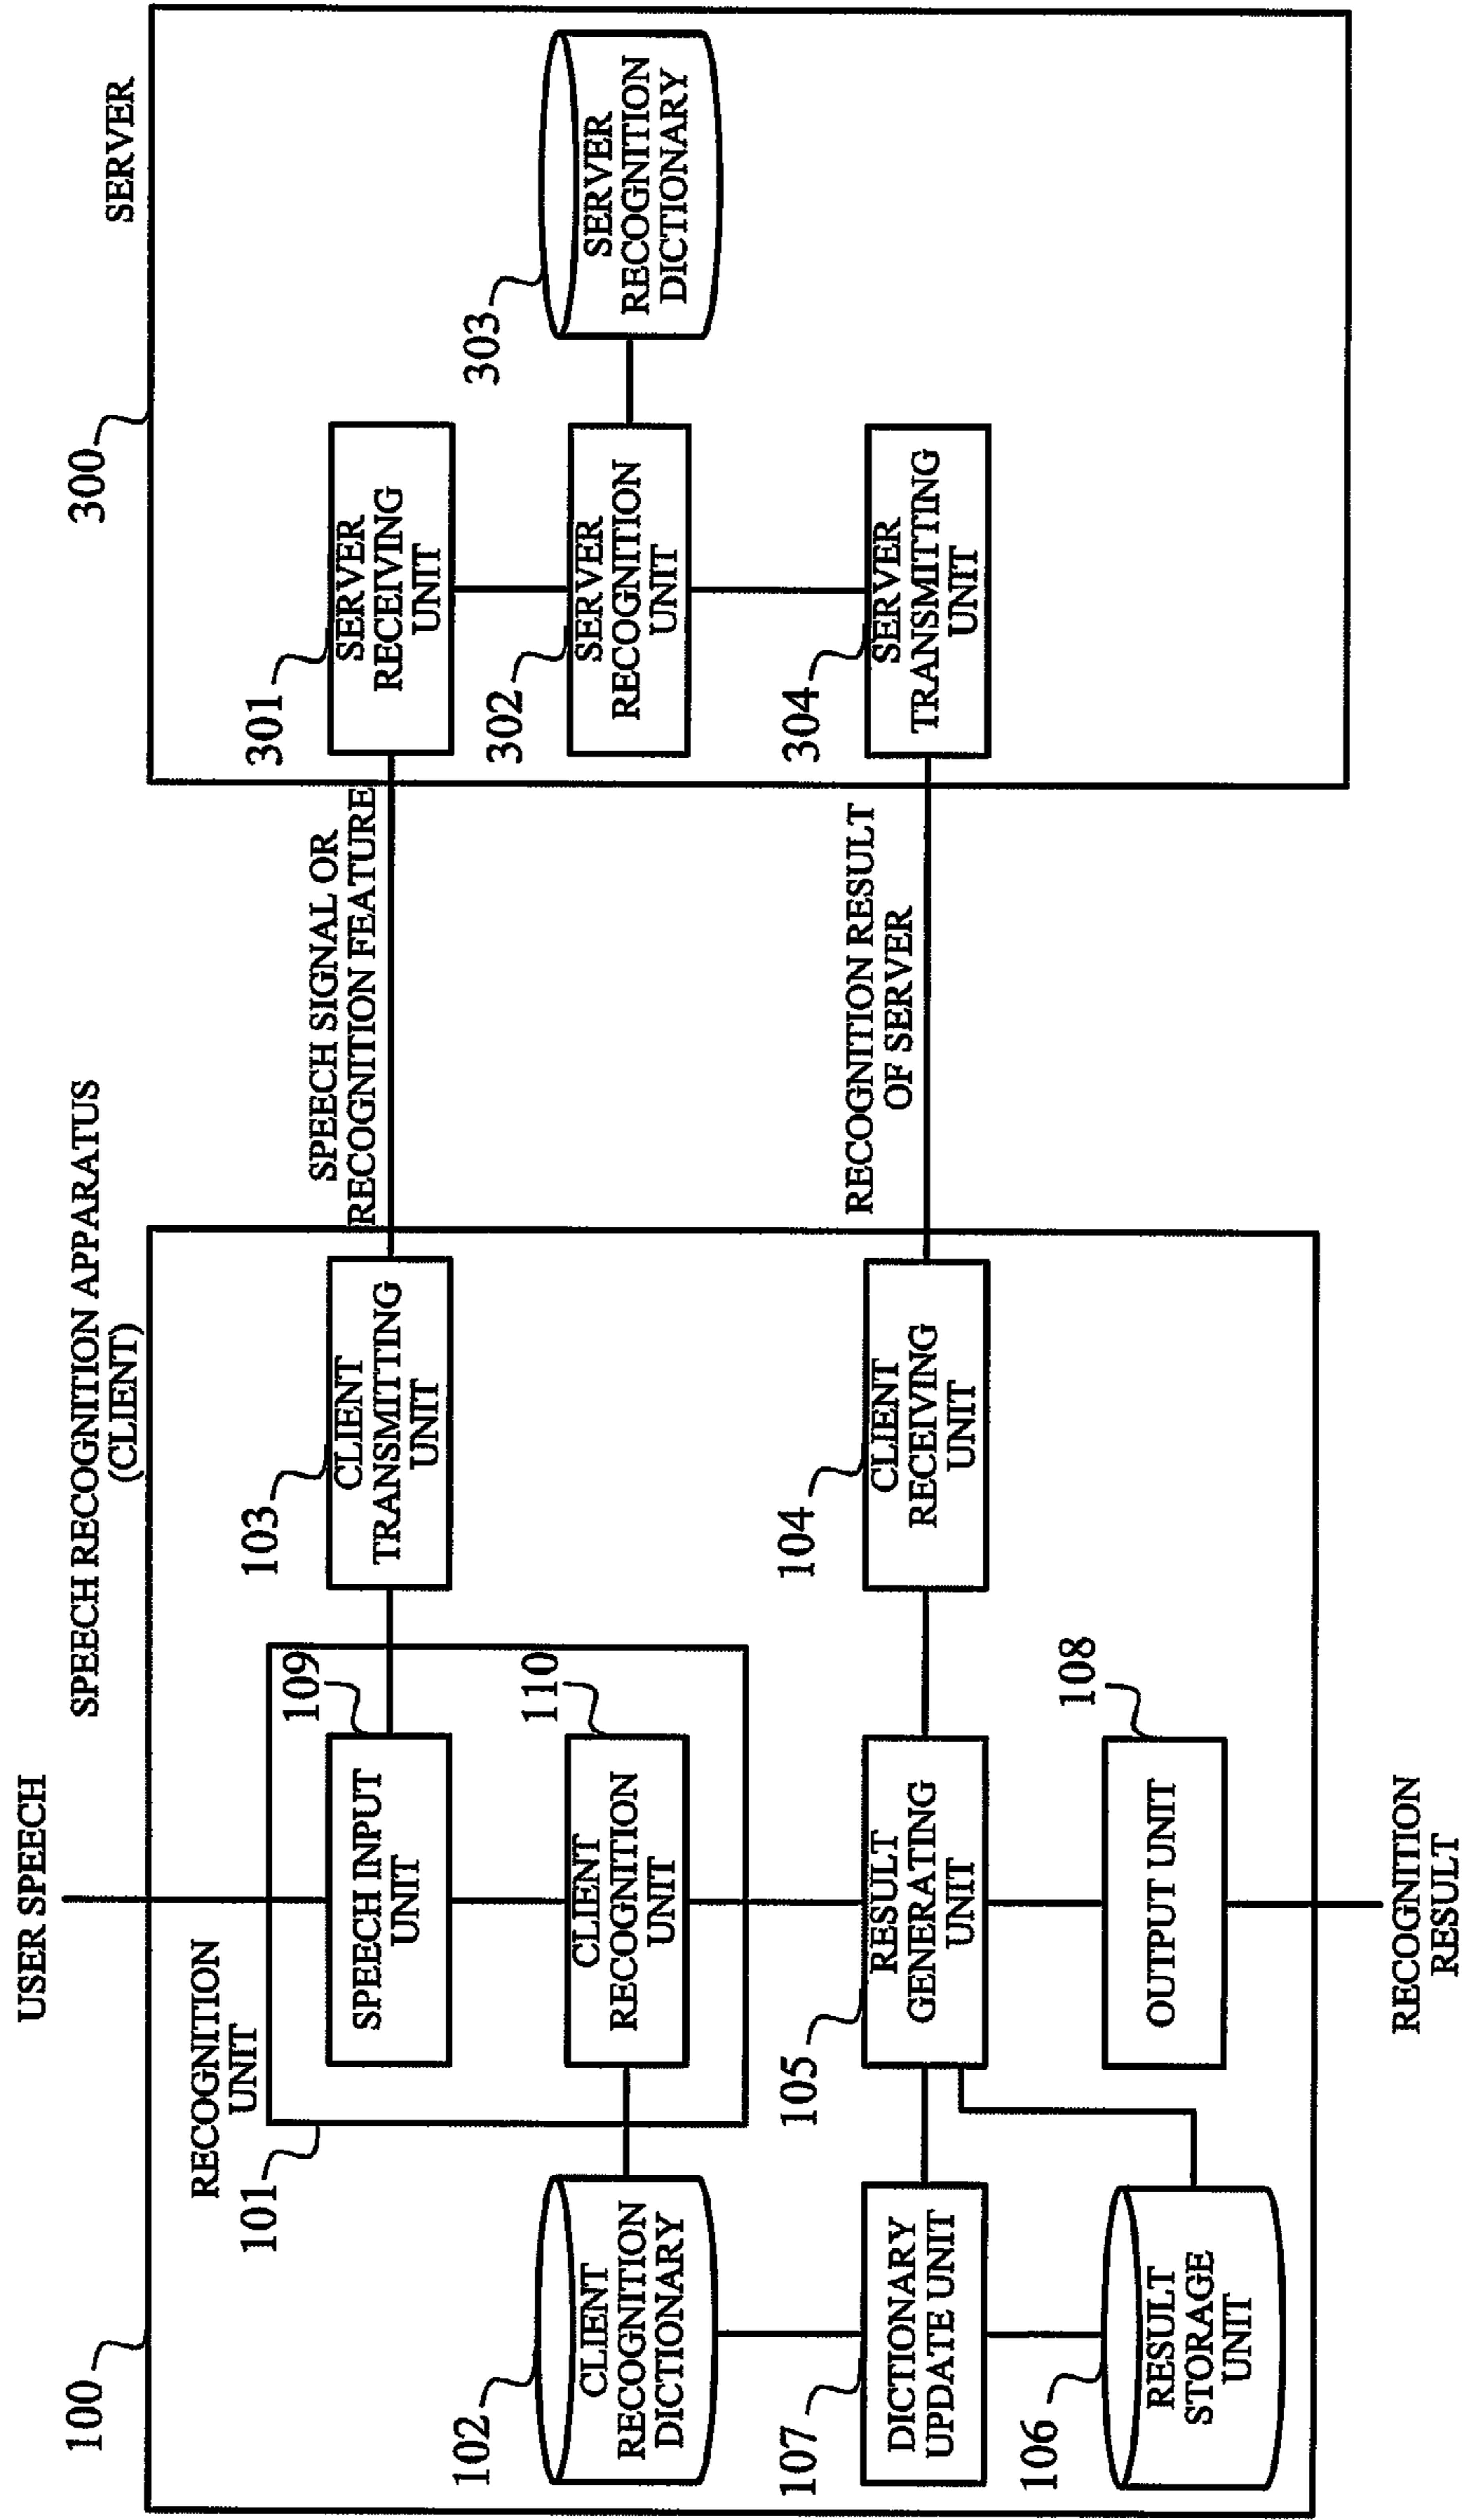 USER SPEECH
SPEECH RECOGNITION APPARATUS
(CLIENT)
100
RECOGNITION
UNIT
101
SPEECH INPUT
UNIT
109
103
CLIENT
TRANSMITTING
UNIT
102
CLIENT
RECOGNITION
DICTIONARY
CLIENT
RECOGNITION
UNIT
110
107
DICTIONARY
UPDATE UNIT
105
RESULT
GENERATING
UNIT
104
CLIENT
RECEIVING
UNIT
106
RESULT
STORAGE
UNIT
OUTPUT UNIT
108
RECOGNITION
RESULT
SPEECH SIGNAL OR
RECOGNITION FEATURE
RECOGNITION RESULT
OF SERVER
300
SERVER
301
SERVER
RECEIVING
UNIT
302
SERVER
RECOGNITION
UNIT
303
SERVER
RECOGNITION
DICTIONARY
304
SERVER
TRANSMITTING
UNIT